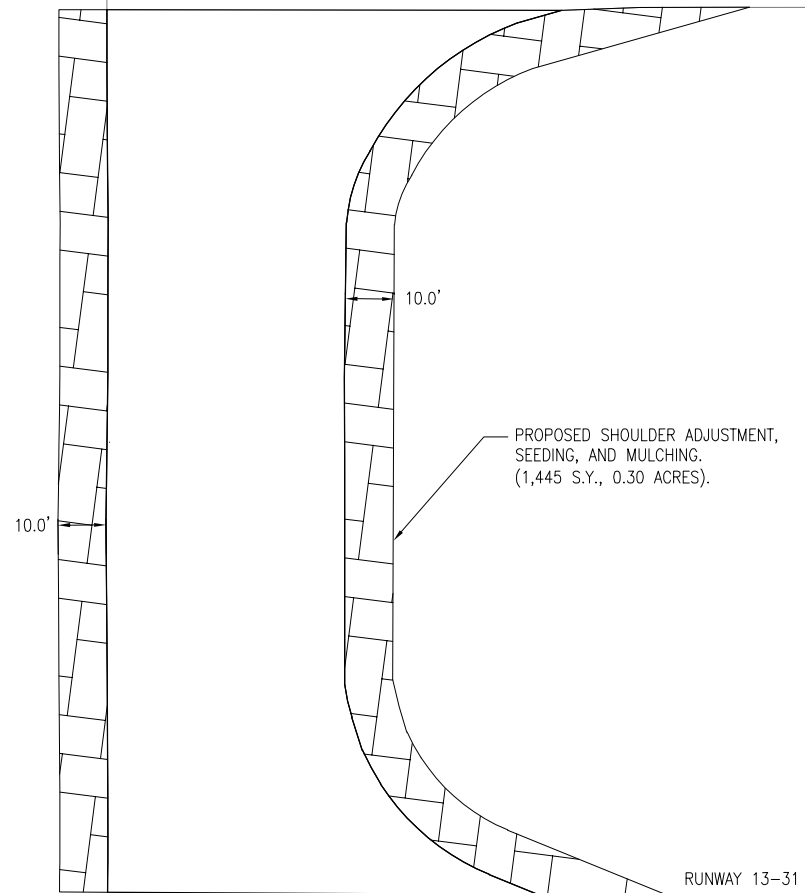 10.0'
PROPOSED SHOULDER ADJUSTMENT,
SEEDING, AND MULCHING.
(1,445 S.Y., 0.30 ACRES).
10.0'
RUNWAY 13-31